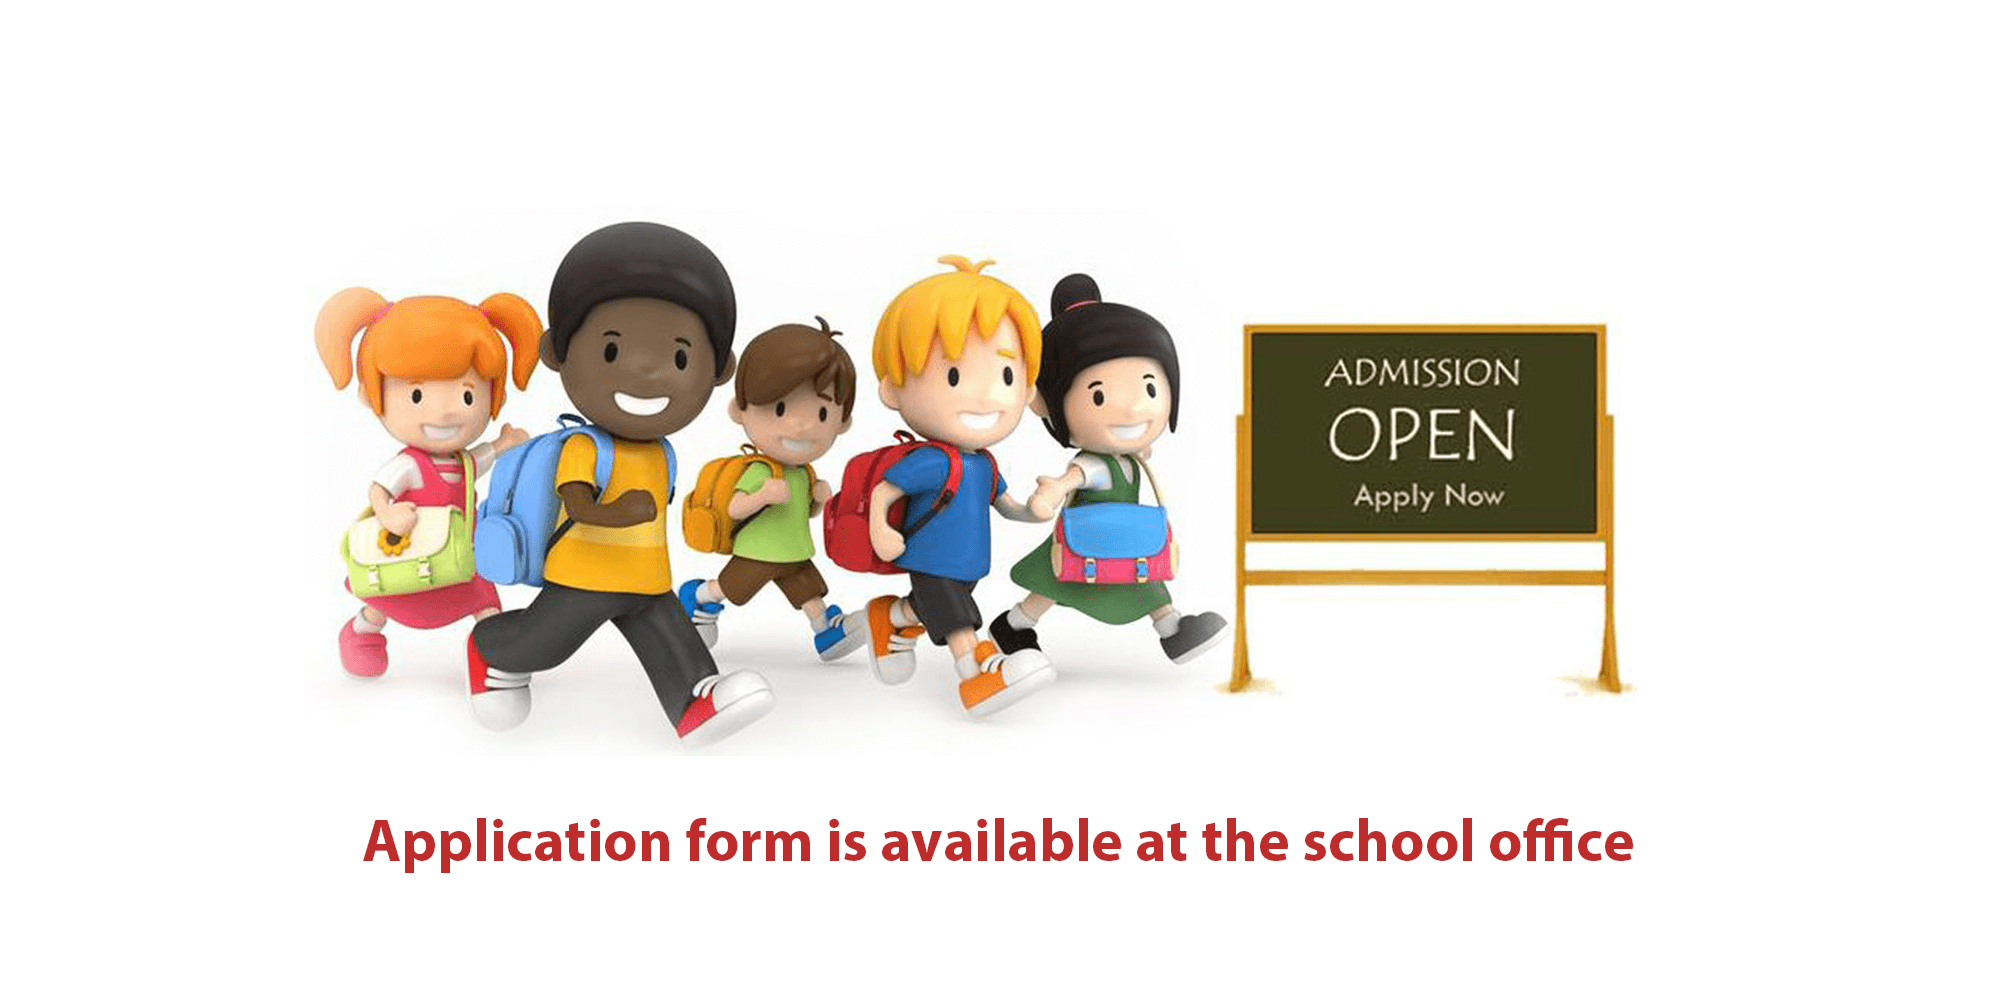 ADMISSION
OPEN
Apply Now
Application form is available at the school office